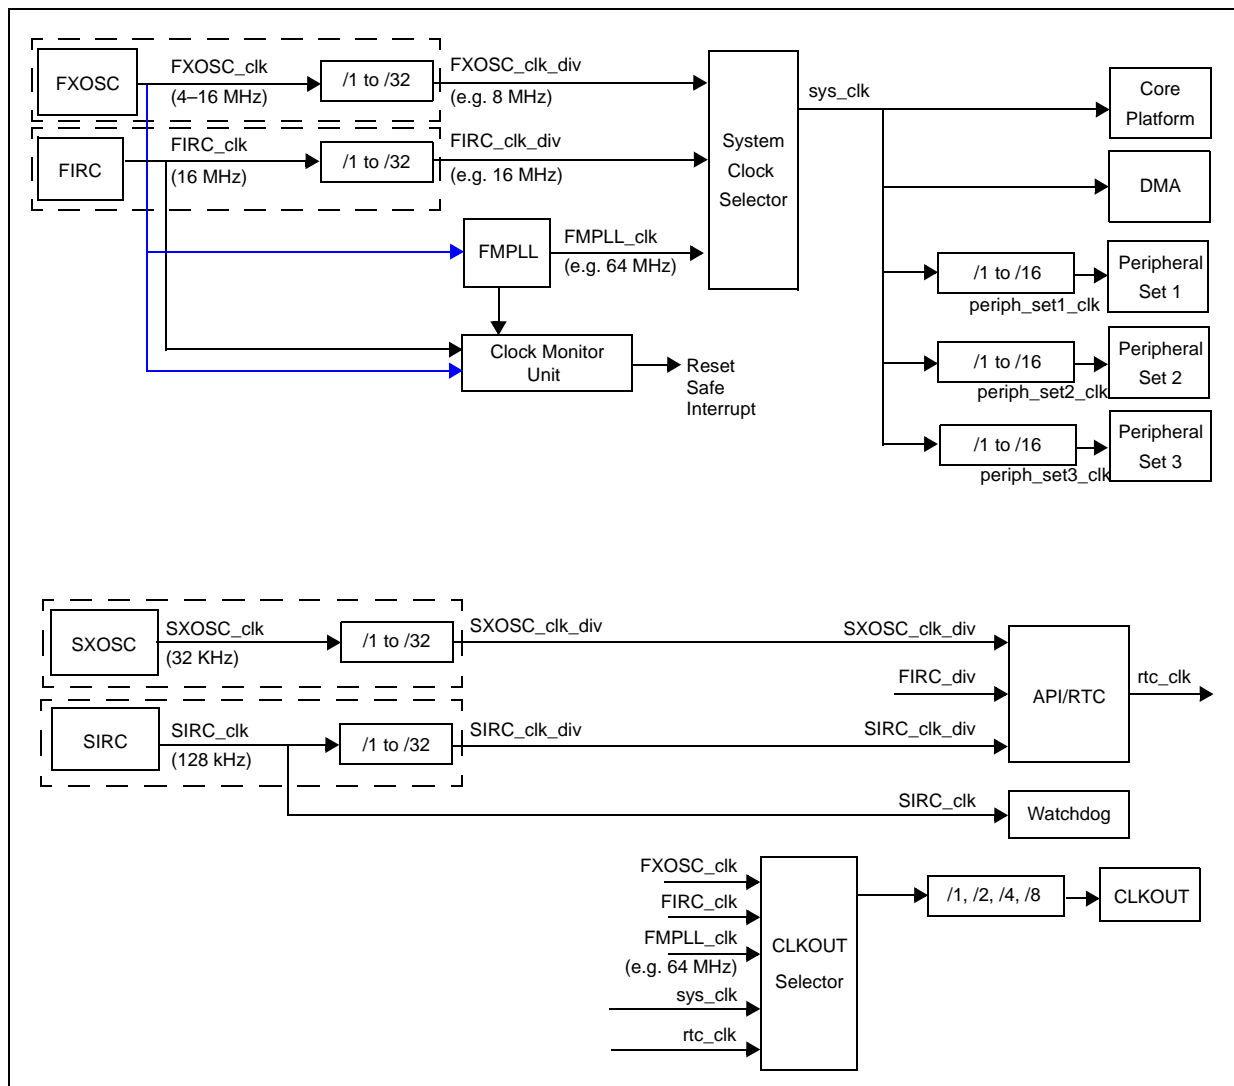 FXOSC
FXOSC_clk
(4–16 MHz)
/1 to /32
FXOSC_clk_div
(e.g. 8 MHz)
FIRC
FIRC_clk
(16 MHz)
/1 to /32
FIRC_clk_div
(e.g. 16 MHz)
FMPLL
FMPLL_clk
(e.g. 64 MHz)
System
Clock
Selector
sys_clk
Core
Platform
DMA
/1 to /16
periph_set1_clk
Peripheral
Set 1
/1 to /16
periph_set2_clk
Peripheral
Set 2
/1 to /16
periph_set3_clk
Peripheral
Set 3
Clock Monitor
Unit
Reset
Safe
Interrupt
SXOSC
SXOSC_clk
(32 KHz)
/1 to /32
SXOSC_clk_div
SXOSC_clk_div
FIRC_div
SIRC
SIRC_clk
(128 kHz)
/1 to /32
SIRC_clk_div
SIRC_clk_div
API/RTC
rtc_clk
SIRC_clk
Watchdog
FXOSC_clk
FIRC_clk
FMPLL_clk
(e.g. 64 MHz)
sys_clk
rtc_clk
CLKOUT
Selector
/1, /2, /4, /8
CLKOUT